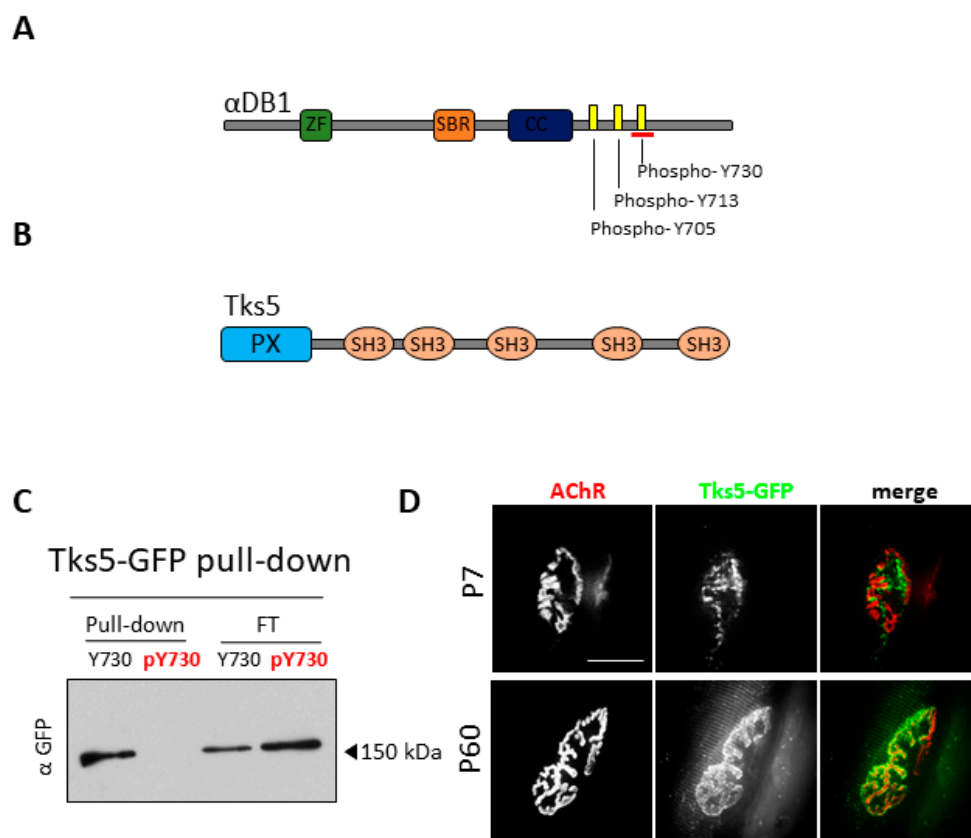 A
αDB1
ZF SBR CC
Phospho-Y730
Phospho-Y713
Phospho-Y705
B
Tks5
PX SH3 SH3 SH3 SH3 SH3
C
Tks5-GFP pull-down
Pull-down FT
Y730 pY730 Y730 pY730
α GFP
150 kDa
D
AChR Tks5-GFP merge
P7
P60